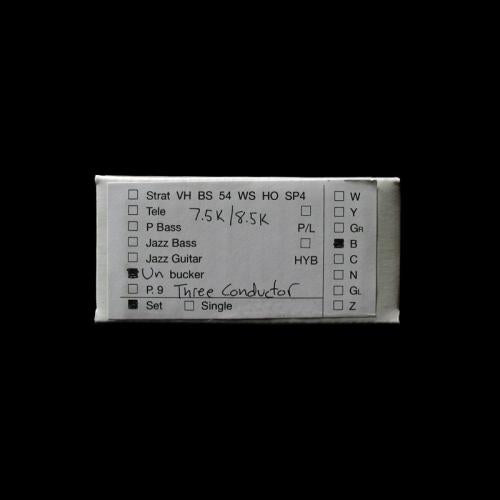 Strat VH BS 54 WS HO SP4
Tele 7.5K/8.5K
P Bass P/L
Jazz Bass
Jazz Guitar HYB
Un bucker
P. 9 Three Conductor
Set Single
W
Y
GR
B
C
N
GL
Z